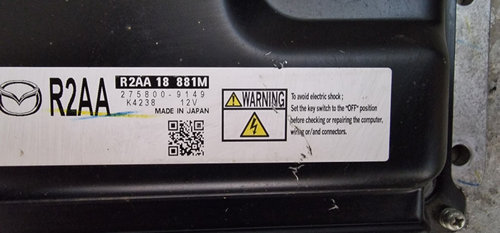 R2AA
R2AA 18 881M
275800-9149
K4238 12V
MADE IN JAPAN
WARNING
To avoid electric shock ;
Set the key switch to the "OFF" position
before checking or repairing the computer,
wiring or/and connectors.